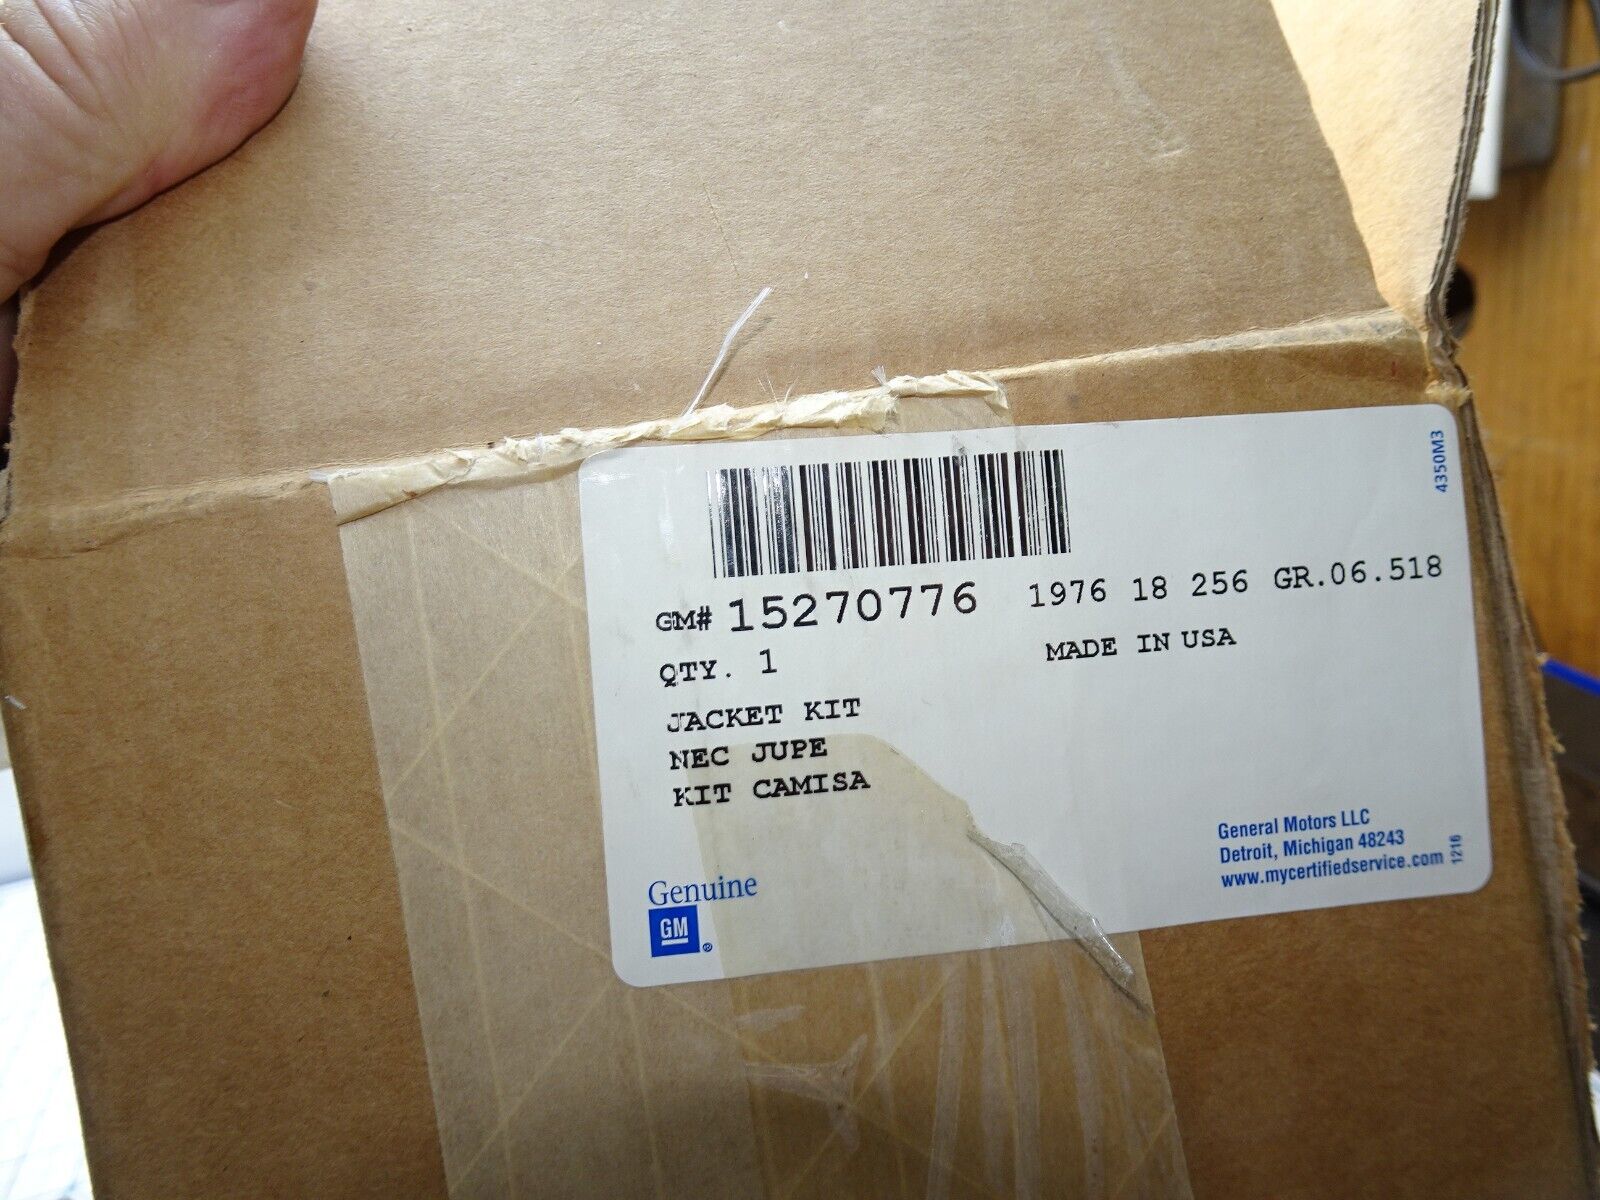 4350M3
GM# 15270776 1976 18 256 GR.06.518
QTY. 1 MADE IN USA
JACKET KIT
NEC JUPE
KIT CAMISA
General Motors LLC
Detroit, Michigan 48243
www.mycertifiedservice.com 1216
Genuine
GM ®